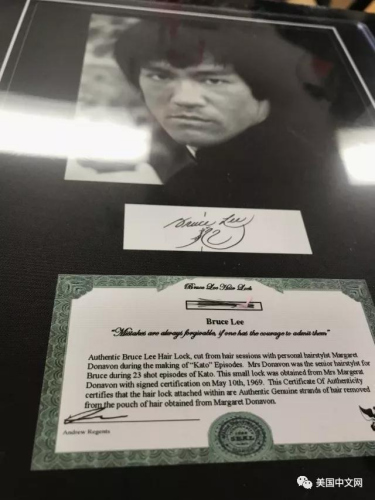 Bruce Lee
Bruce Lee Hair Lock
Bruce Lee
"Mistakes are always forgivable, if one has the courage to admit them"
Authentic Bruce Lee Hair Lock, cut from hair sessions with personal hairstylst Margaret
Donavon during the making of "Kato" Episodes. Mrs Donavon was the senior hairstylst for
Bruce during 23 shot episodes of Kato. This small lock was obtained from Mrs Margerat
Donavon with signed certification on May 10th, 1969. This Certificate Of Authenticity
certifies that the hair lock attached within are Authentic Genuine strands of hair removed
from the pouch of hair obtained from Margaret Donavon.
Andrew Regento
SEAL
美国中文网